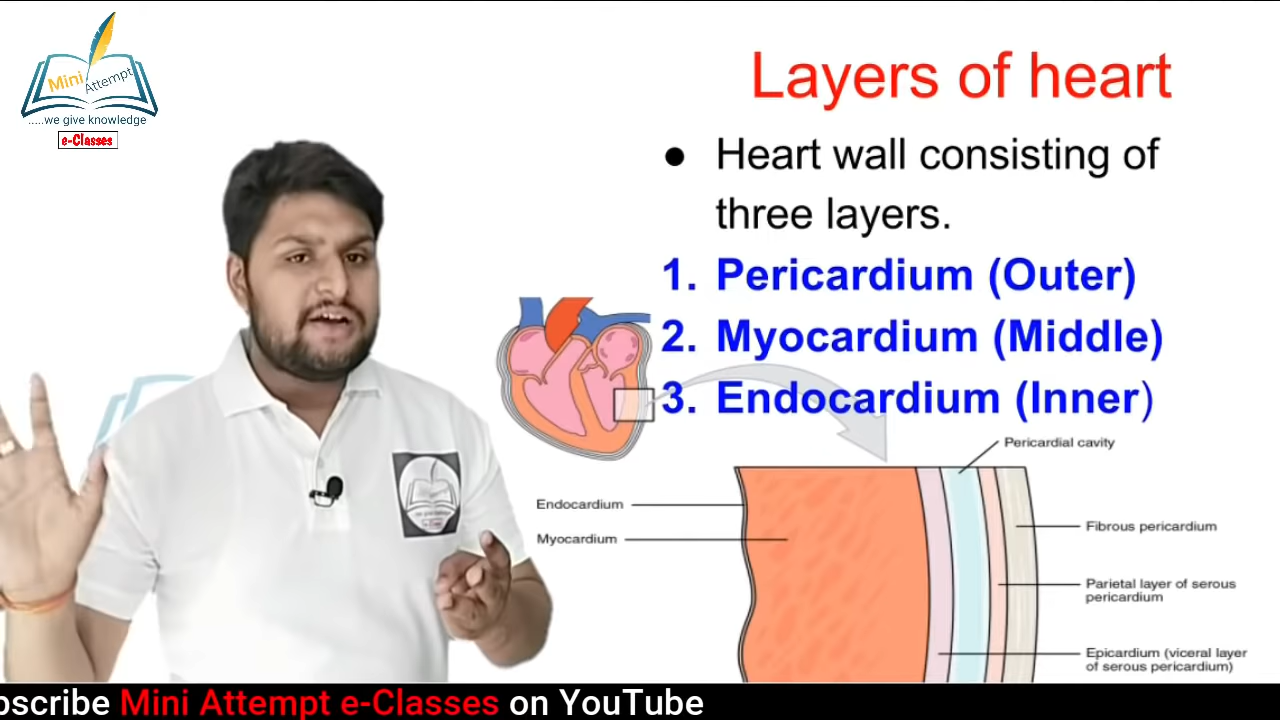 Mini Attempt
.....we give knowledge
e-Classes
Layers of heart
● Heart wall consisting of
three layers.
1. Pericardium (Outer)
2. Myocardium (Middle)
3. Endocardium (Inner)
Pericardial cavity
Endocardium
Myocardium
Fibrous pericardium
Parietal layer of serous
pericardium
Epicardium (viceral layer
of serous pericardium)
bscribe Mini Attempt e-Classes on YouTube